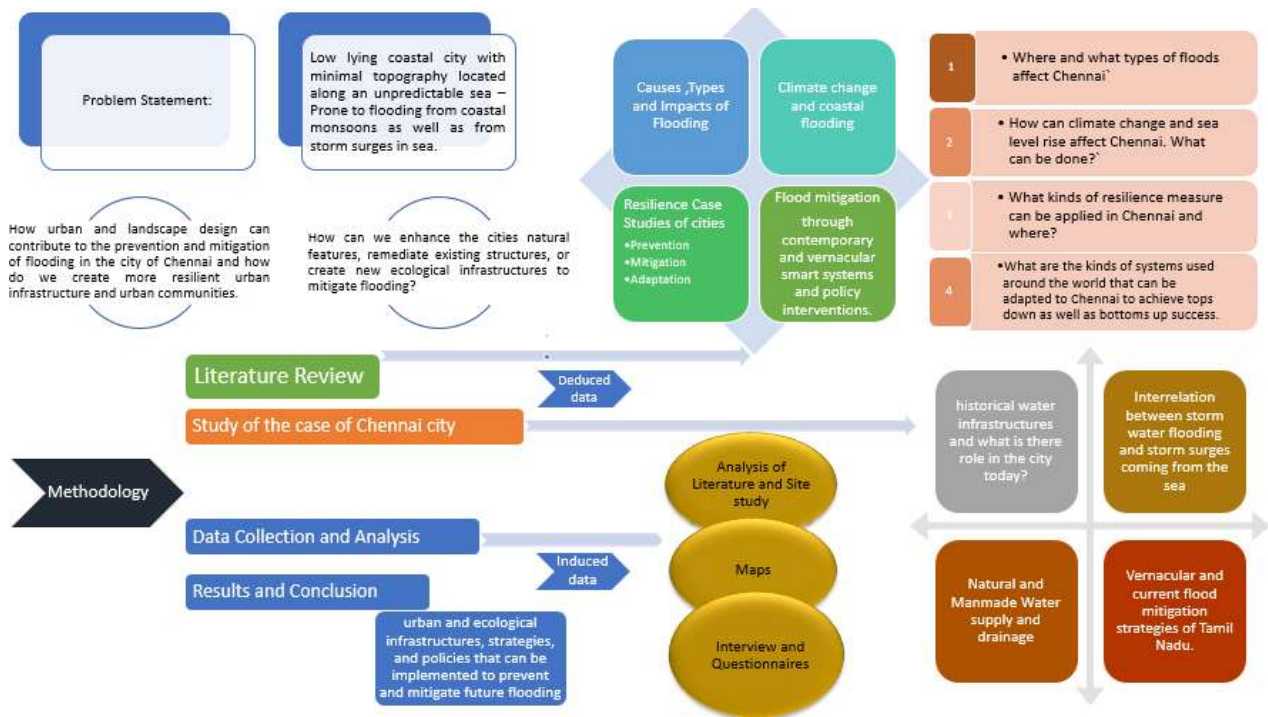 Problem Statement:
Low lying coastal city with
minimal topography located
along an unpredictable sea –
Prone to flooding from coastal
monsoons as well as from
storm surges in sea.
How urban and landscape design can
contribute to the prevention and mitigation
of flooding in the city of Chennai and how
do we create more resilient urban
infrastructure and urban communities.
How can we enhance the cities natural
features, remediate existing structures, or
create new ecological infrastructures to
mitigate flooding?
Causes ,Types
and Impacts of
Flooding
Climate change
and coastal
flooding
Resilience Case
Studies of cities
•Prevention
•Mitigation
•Adaptation
Flood mitigation
through
contemporary
and vernacular
smart systems
and policy
interventions.
1
• Where and what types of floods
affect Chennai`
2
• How can climate change and sea
level rise affect Chennai. What
can be done?`
3
• What kinds of resilience measure
can be applied in Chennai and
where?
4
•What are the kinds of systems used
around the world that can be
adapted to Chennai to achieve tops
down as well as bottoms up success.
Methodology
Literature Review
Deduced
data
Study of the case of Chennai city
Data Collection and Analysis
Induced
data
Results and Conclusion
urban and ecological
infrastructures, strategies,
and policies that can be
implemented to prevent
and mitigate future flooding
Analysis of
Literature and Site
study
Maps
Interview and
Questionnaires
historical water
infrastructures
and what is there
role in the city
today?
Interrelation
between storm
water flooding
and storm surges
coming from the
sea
Natural and
Manmade Water
supply and
drainage
Vernacular and
current flood
mitigation
strategies of Tamil
Nadu.